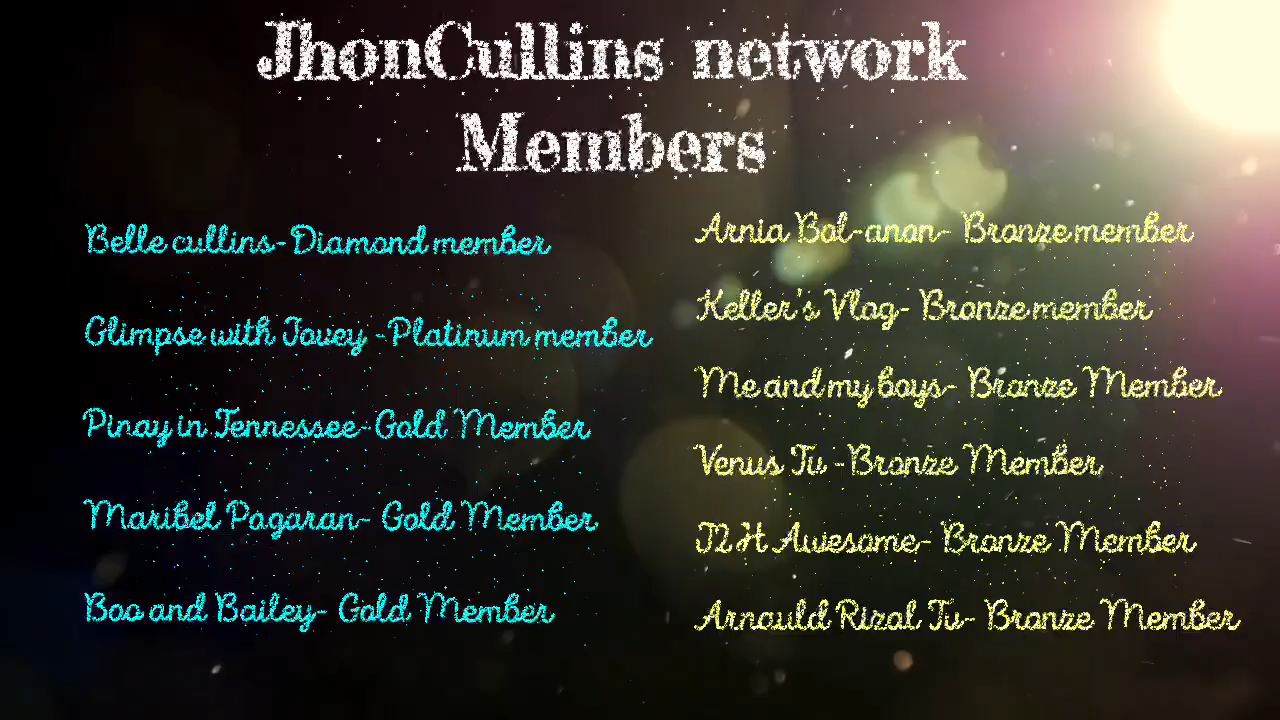 JhonCullins network
Members
Belle cullins- Diamond member
Glimpse with Jovey -Platinum member
Pinay in Tennessee- Gold Member
Maribel Pagaran- Gold Member
Boo and Bailey- Gold Member
Arnia Bol-anon- Bronze member
Keller's Vlog- Bronze member
Me and my boys- Bronze Member
Venus Tu -Bronze Member
J2H Awesome- Bronze Member
Arnauld Rizal Tu- Bronze Member